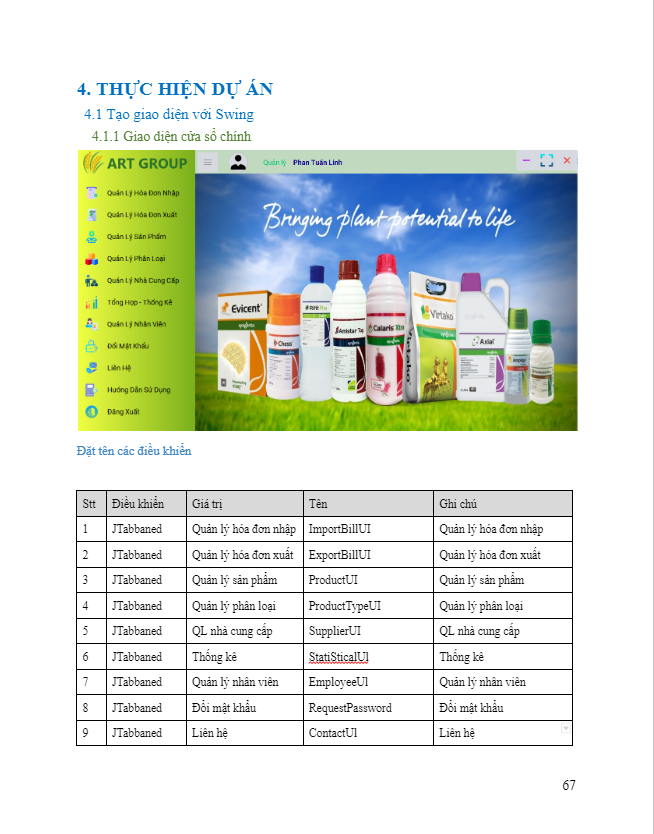 4. THỰC HIỆN DỰ ÁN
4.1 Tạo giao diện với Swing
4.1.1 Giao diện cửa sổ chính
ART GROUP
Quản lý Phan Tuấn Linh
Quản Lý Hóa Đơn Nhập
Quản Lý Hóa Đơn Xuất
Quản Lý Sản Phẩm
Quản Lý Phân Loại
Quản Lý Nhà Cung Cấp
Tổng Hợp - Thống Kê
Quản Lý Nhân Viên
Đổi Mật Khẩu
Liên Hệ
Hướng Dẫn Sử Dụng
Đăng Xuất
Bringing plant potential to life
Evicent
Chess
Amistar Top
Calaris Xtra
Virtako
Virtako
Axial
Đặt tên các điều khiển
Stt Điều khiển Giá trị Tên Ghi chú
1 JTabbaned Quản lý hóa đơn nhập ImportBillUI Quản lý hóa đơn nhập
2 JTabbaned Quản lý hóa đơn xuất ExportBillUI Quản lý hóa đơn xuất
3 JTabbaned Quản lý sản phẩm ProductUI Quản lý sản phẩm
4 JTabbaned Quản lý phân loại ProductTypeUI Quản lý phân loại
5 JTabbaned QL nhà cung cấp SupplierUI QL nhà cung cấp
6 JTabbaned Thống kê StatiSticalUl Thống kê
7 JTabbaned Quản lý nhân viên EmployeeUl Quản lý nhân viên
8 JTabbaned Đổi mật khẩu RequestPassword Đổi mật khẩu
9 JTabbaned Liên hệ ContactUl Liên hệ
67